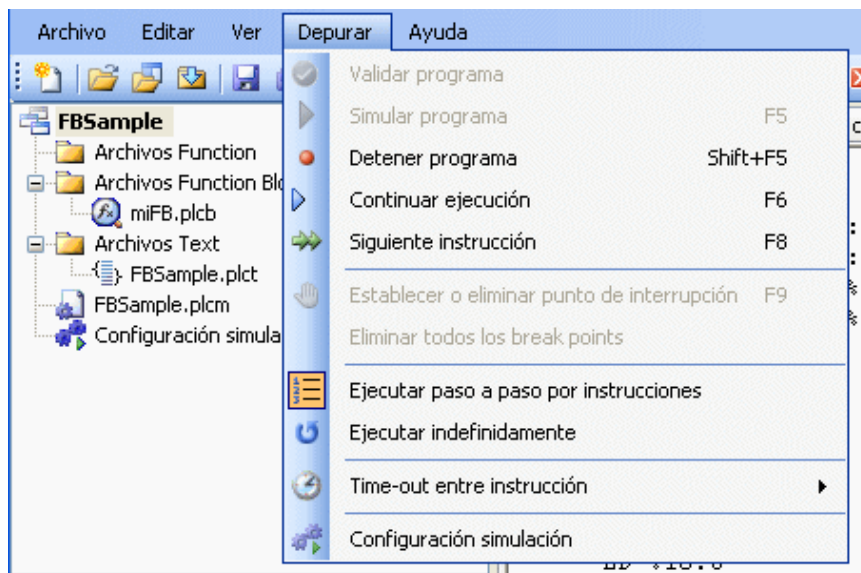 Archivo Editar Ver Depurar Ayuda
FBSample
Archivos Function
Archivos Function
miFB.plcb
Archivos Text
FBSample.plct
FBSample.plcm
Configuración
Validar programa
Simular programa F5
Detener programa Shift+F5
Continuar ejecución F6
Siguiente instrucción F8
Establecer o eliminar punto de interrupción F9
Eliminar todos los break points
Ejecutar paso a paso por instrucciones
Ejecutar indefinidamente
Time-out entre instrucción
Configuración simulación